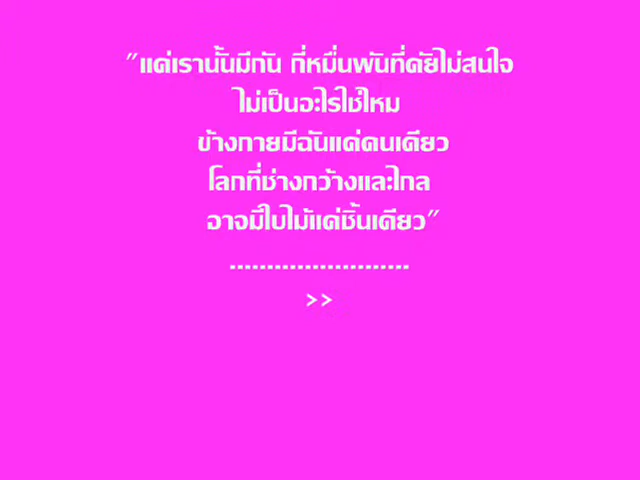 "แค่เรานั้นมีกัน กี่หมื่นพันที่คัยไม่สนใจ
ไม่เป็นอะไรใช่ไหม
ข้างกายมีฉันแค่คนเดียว
โลกที่ช่างกว้างและไกล
อาจมีใบไม้แค่ชิ้นเดียว"
........................
>>